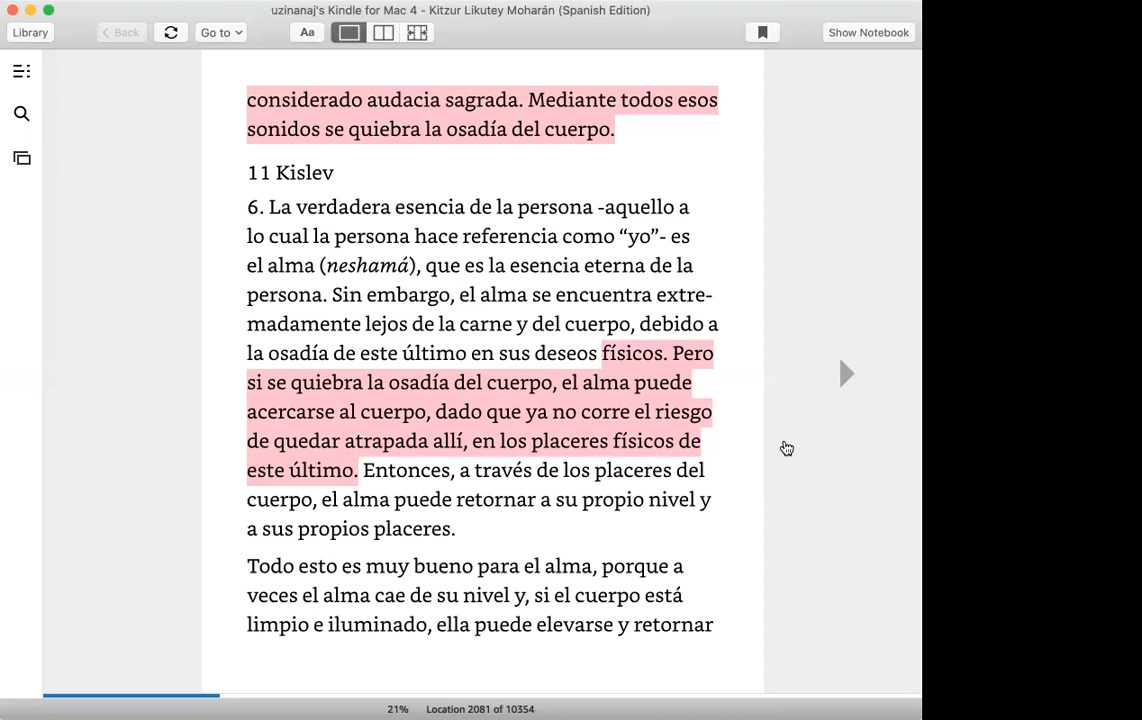 uzinanaj's Kindle for Mac 4 - Kitzur Likutey Moharán (Spanish Edition)
Library
Back
Go to
Aa
Show Notebook
considerado audacia sagrada. Mediante todos esos
sonidos se quiebra la osadía del cuerpo.
11 Kislev
6. La verdadera esencia de la persona -aquello a
lo cual la persona hace referencia como “yo”- es
el alma (neshamá), que es la esencia eterna de la
persona. Sin embargo, el alma se encuentra extre-
madamente lejos de la carne y del cuerpo, debido a
la osadía de este último en sus deseos físicos. Pero
si se quiebra la osadía del cuerpo, el alma puede
acercarse al cuerpo, dado que ya no corre el riesgo
de quedar atrapada allí, en los placeres físicos de
este último. Entonces, a través de los placeres del
cuerpo, el alma puede retornar a su propio nivel y
a sus propios placeres.
Todo esto es muy bueno para el alma, porque a
veces el alma cae de su nivel y, si el cuerpo está
limpio e iluminado, ella puede elevarse y retornar
21% Location 2081 of 10354